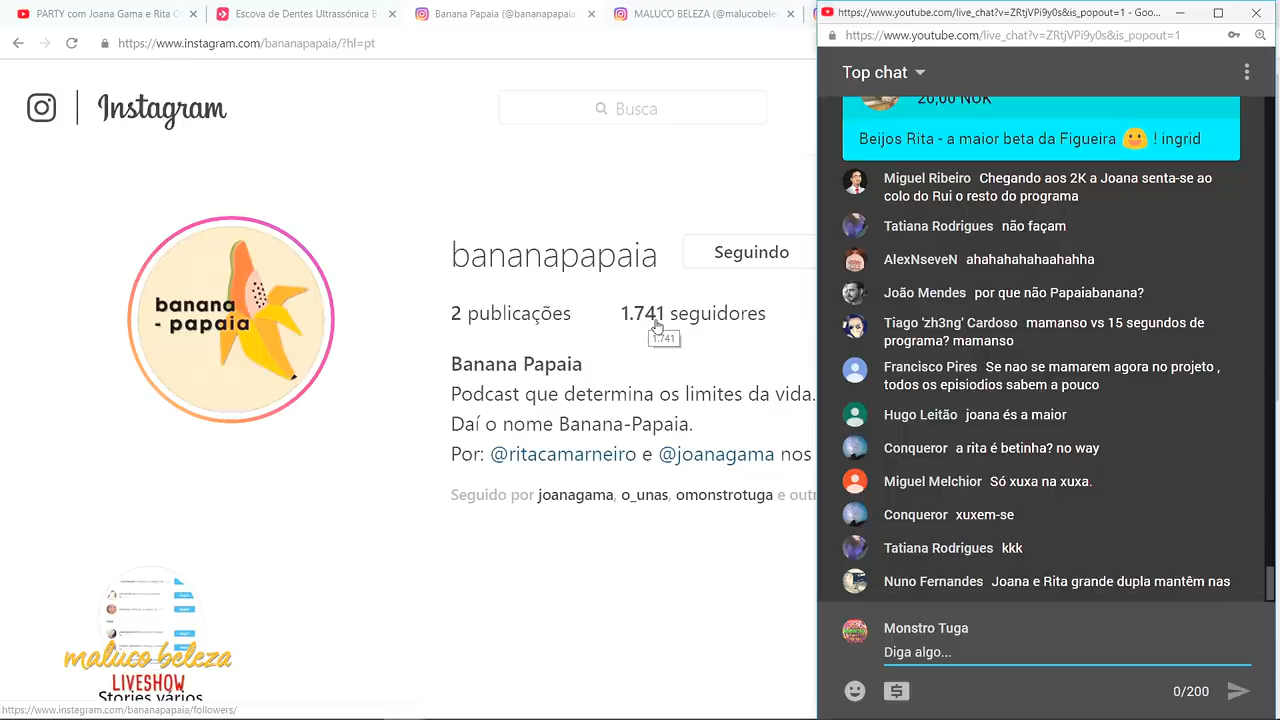 PARTY com Joana Gama e Rita C
Escova de Dentes Ultrassónica B
Banana Papaia (@bananapapaia
MALUCO BELEZA (@malucobele
https://www.instagram.com/bananapapaia/?hl=pt
Instagram
Busca
banana
- papaia
bananapapaia
Seguindo
2 publicações
1.741 seguidores
1.741
Banana Papaia
Podcast que determina os limites da vida.
Daí o nome Banana-Papaia.
Por: @ritacamarneiro e @joanagama nos
Seguido por joanagama, o_unas, omonstrotuga e outr
maluco beleza
LIVESHOW
Stories vários
https://www.instagram.com/bananapapaia/followers/
https://www.youtube.com/live_chat?v=ZRtjVPi9y0s&is_popout=1 - Goo...
https://www.youtube.com/live_chat?v=ZRtjVPi9y0s&is_popout=1
Top chat
20,00 NOK
Beijos Rita - a maior beta da Figueira ! ingrid
Miguel Ribeiro Chegando aos 2K a Joana senta-se ao
colo do Rui o resto do programa
Tatiana Rodrigues não façam
AlexNseveN ahahahahahaahahha
João Mendes por que não Papaiabanana?
Tiago 'zh3ng' Cardoso mamanso vs 15 segundos de
programa? mamanso
Francisco Pires Se nao se mamarem agora no projeto ,
todos os episiodios sabem a pouco
Hugo Leitão joana és a maior
Conqueror a rita é betinha? no way
Miguel Melchior Só xuxa na xuxa.
Conqueror xuxem-se
Tatiana Rodrigues kkk
Nuno Fernandes Joana e Rita grande dupla mantêm nas
Monstro Tuga
Diga algo...
0/200